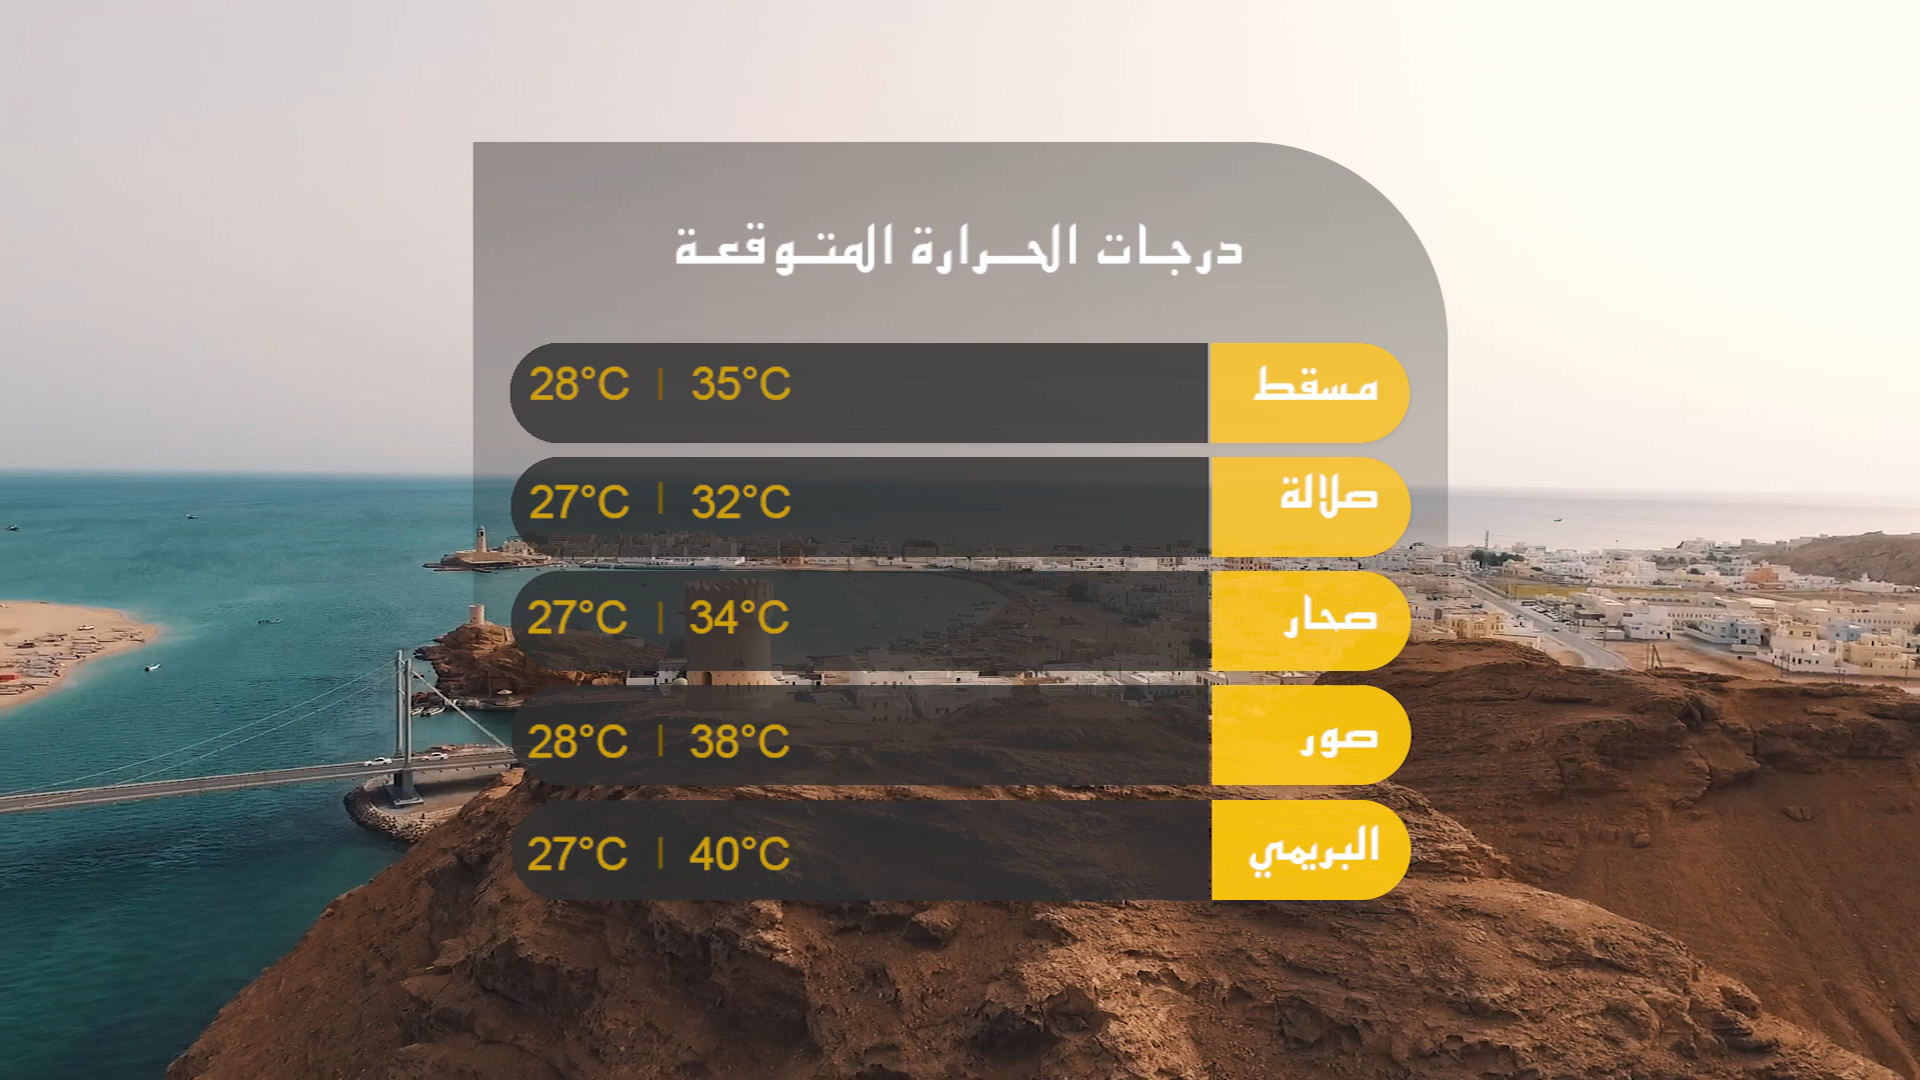 درجات الحرارة المتوقعة
مسقط 35°C | 28°C
صلالة 32°C | 27°C
صحار 34°C | 27°C
صور 38°C | 28°C
البريمي 40°C | 27°C